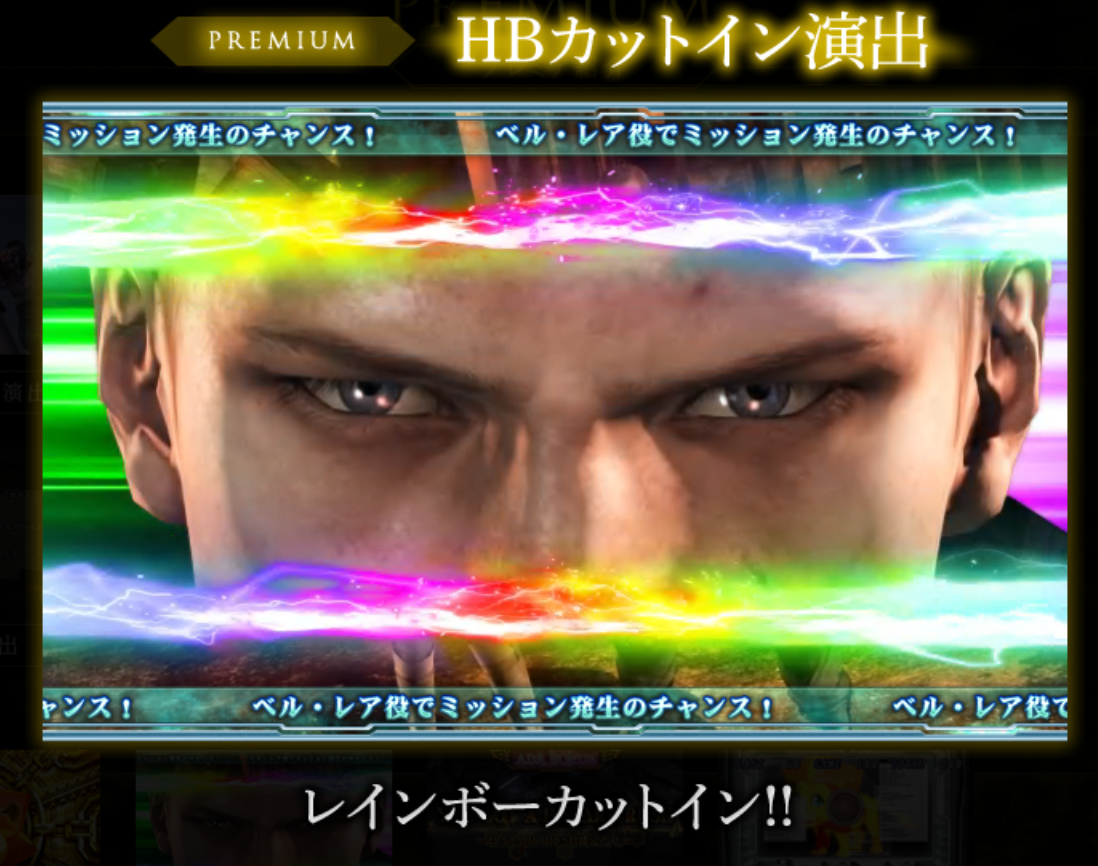 PREMIUM
HBカットイン演出
ミッション発生のチャンス！
ベル・レア役でミッション発生のチャンス！
ャンス！
ベル・レア役でミッション発生のチャンス！
ベル・レア役で
レインボーカットイン!!